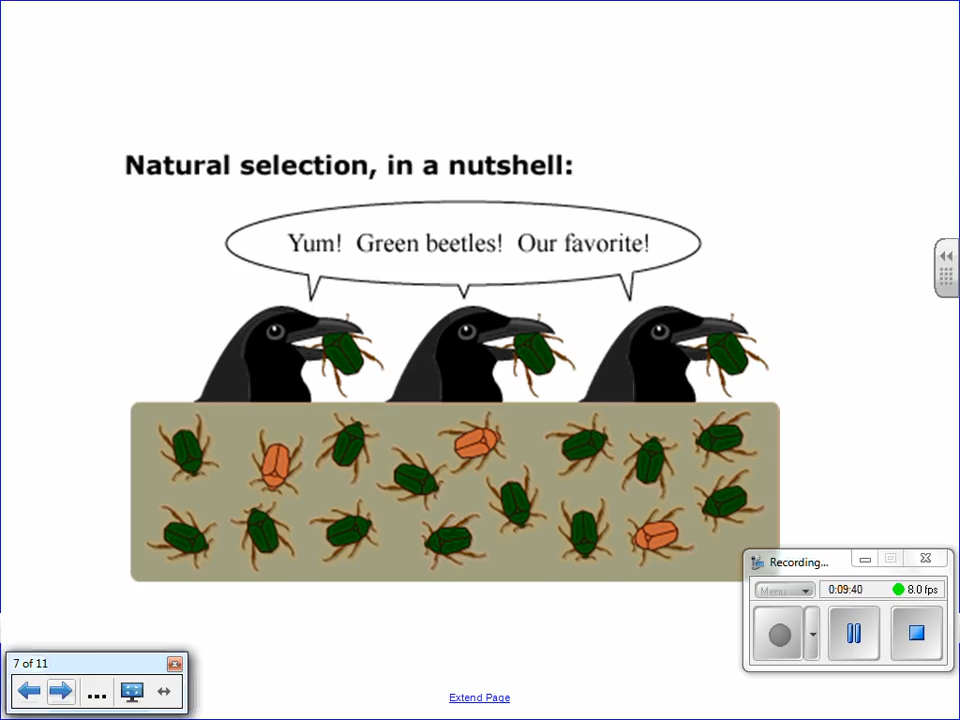 Natural selection, in a nutshell:
Yum! Green beetles! Our favorite!
Recording...
Menu
0:09:40
8.0 fps
7 of 11
...
Extend Page